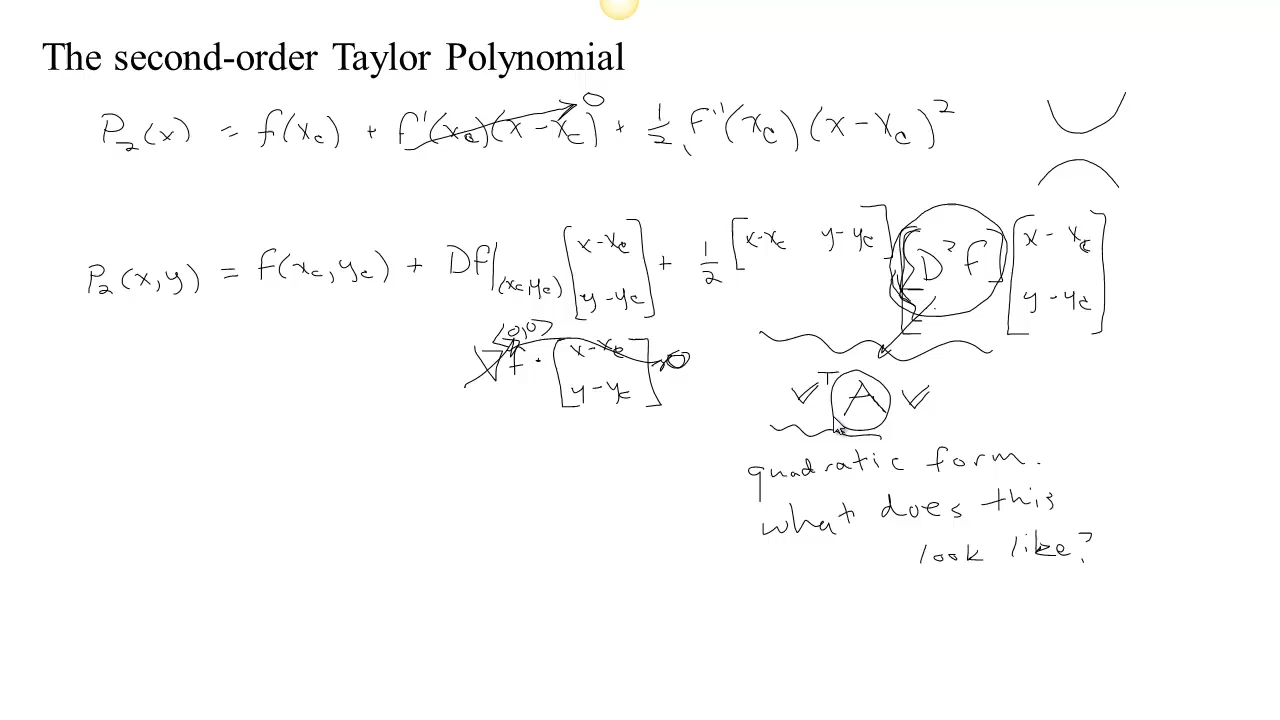 The second-order Taylor Polynomial
P₂(x) = f(x_c) + f'(x_c)(x - x_c) → 0 + 1/2 f''(x_c)(x - x_c)²
P₂(x,y) = f(x_c, y_c) + Df|(x_c, y_c) [x - x_c; y - y_c] + 1/2 [x - x_c  y - y_c] [D²f] [x - x_c; y - y_c]
⟨0,0⟩
∇f · [x - x_c; y - y_c] → 0
v^T A v
quadratic form.
what does this
look like?